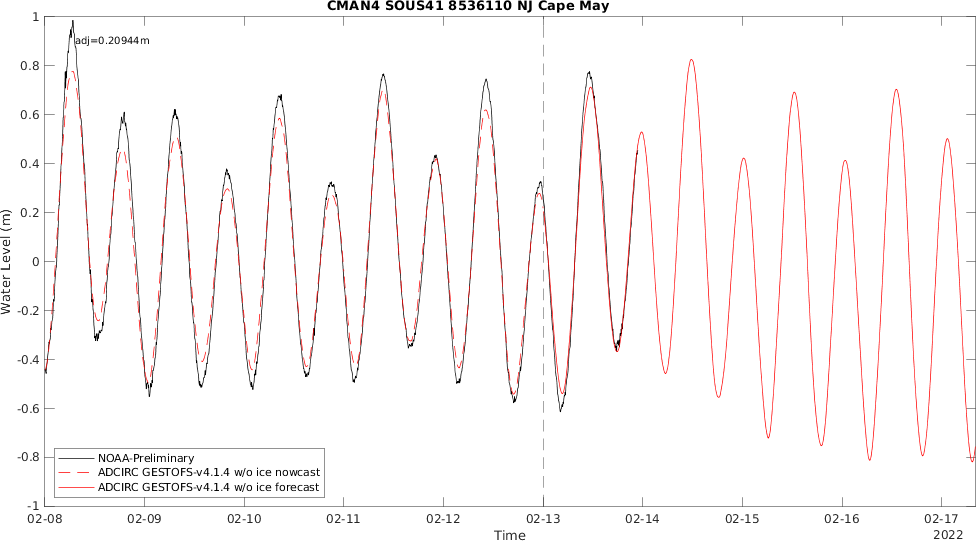 CMAN4 SOUS41 8536110 NJ Cape May
adj=0.20944m
1
0.8
0.6
0.4
0.2
0
-0.2
-0.4
-0.6
-0.8
-1
Water Level (m)
NOAA-Preliminary
ADCIRC GESTOFS-v4.1.4 w/o ice nowcast
ADCIRC GESTOFS-v4.1.4 w/o ice forecast
02-08 02-09 02-10 02-11 02-12 02-13 02-14 02-15 02-16 02-17
Time 2022